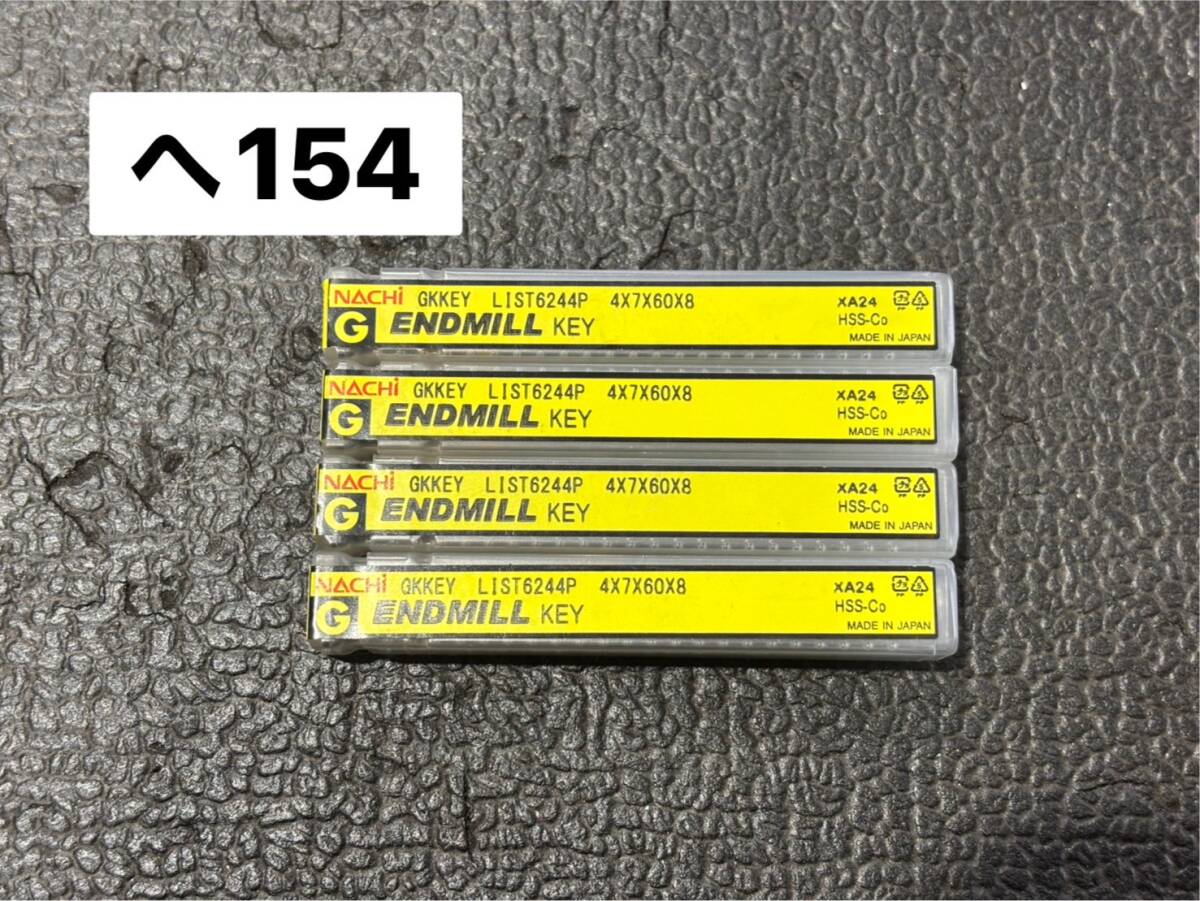 へ154
NACHi GKKEY LIST6244P 4X7X60X8 XA24
G ENDMILL KEY HSS-Co
MADE IN JAPAN
NACHi GKKEY LIST6244P 4X7X60X8 XA24
G ENDMILL KEY HSS-Co
MADE IN JAPAN
NACHi GKKEY LIST6244P 4X7X60X8 XA24
G ENDMILL KEY HSS-Co
MADE IN JAPAN
NACHi GKKEY LIST6244P 4X7X60X8 XA24
G ENDMILL KEY HSS-Co
MADE IN JAPAN